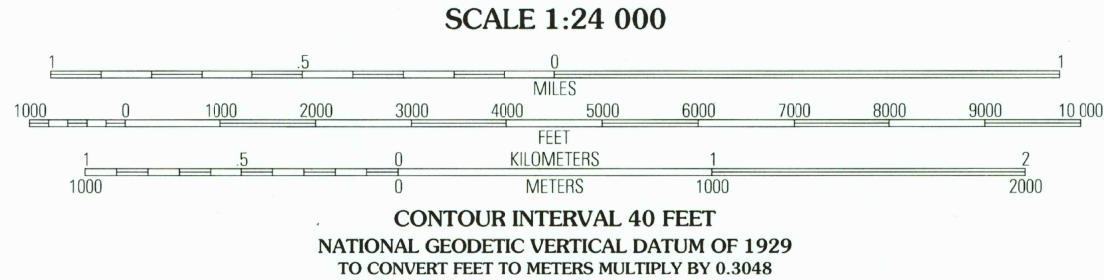 SCALE 1:24 000
1 .5 0 1
MILES
1000 0 1000 2000 3000 4000 5000 6000 7000 8000 9000 10 000
FEET
1 .5 0 KILOMETERS 1 2
1000 0 METERS 1000 2000
CONTOUR INTERVAL 40 FEET
NATIONAL GEODETIC VERTICAL DATUM OF 1929
TO CONVERT FEET TO METERS MULTIPLY BY 0.3048